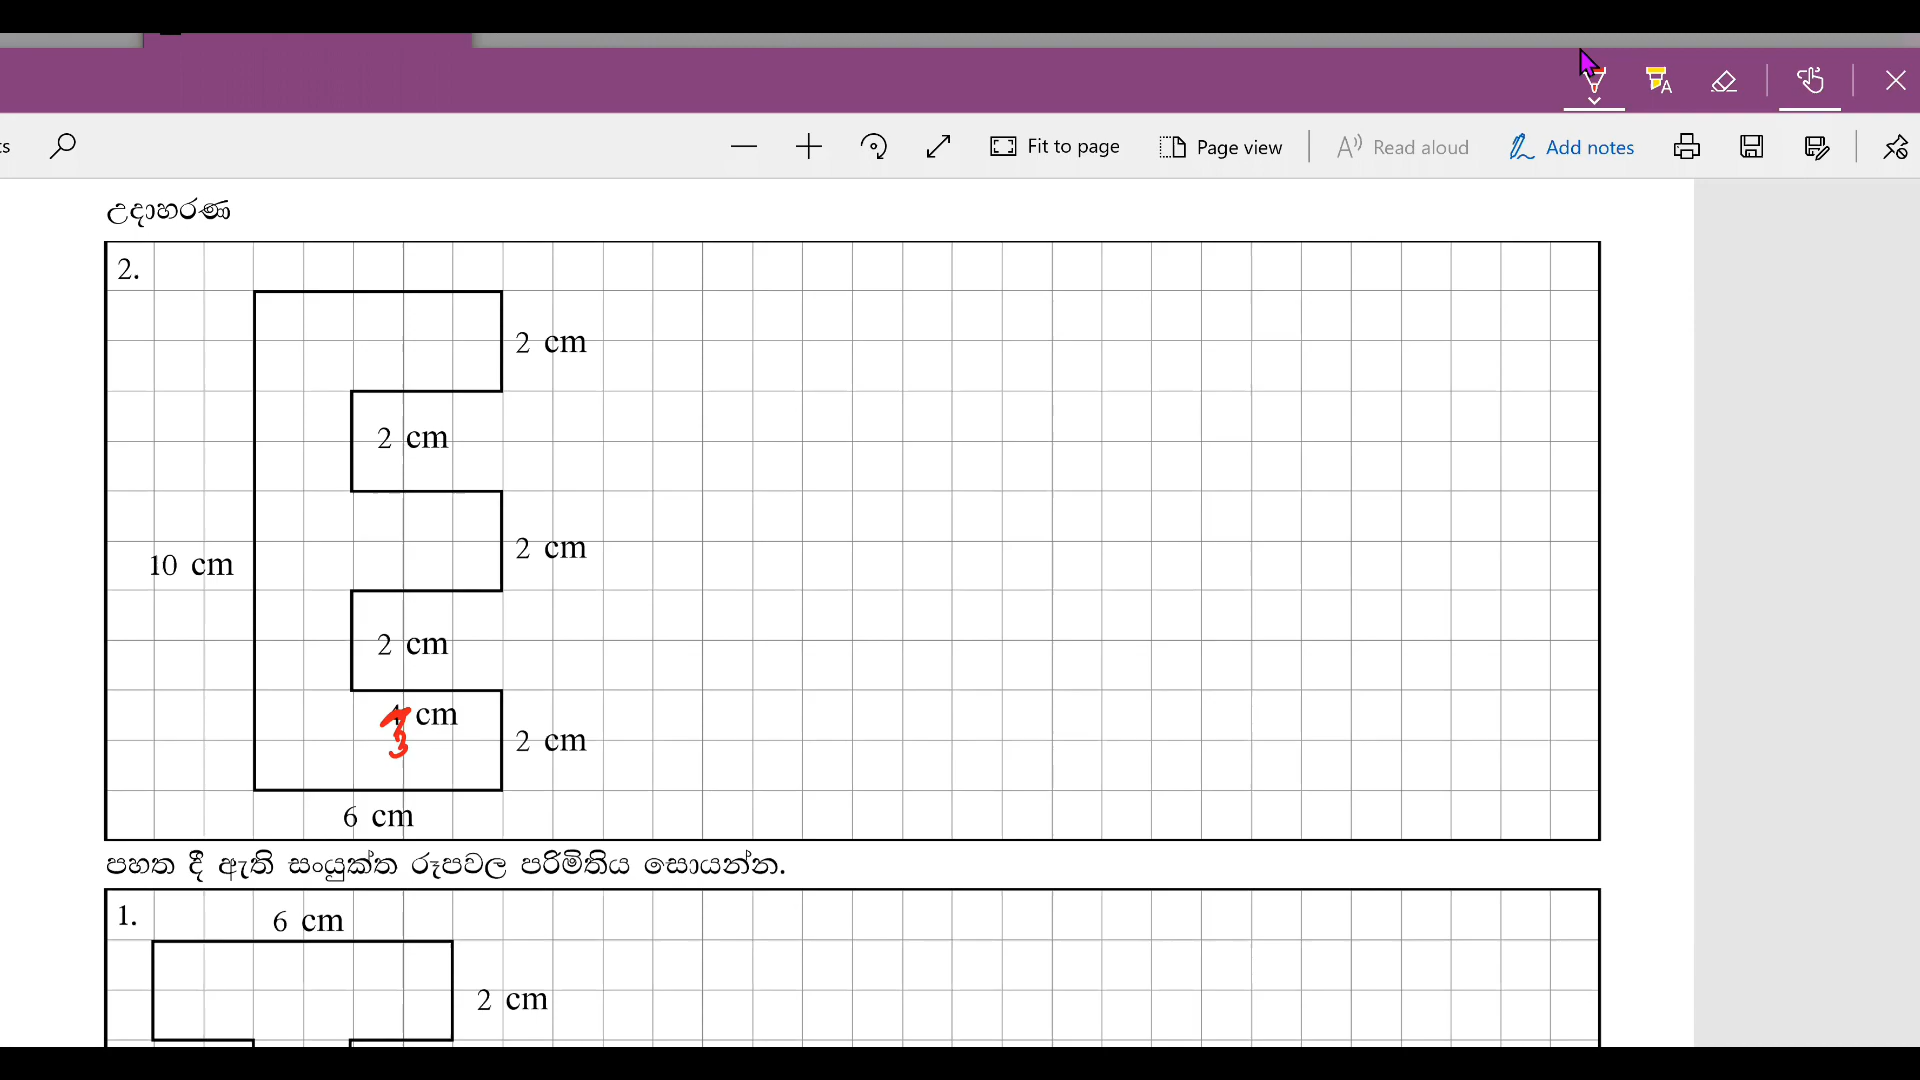 Fit to page
Page view
Read aloud
Add notes
උදාහරණ
2.
2 cm
2 cm
2 cm
10 cm
2 cm
4 cm
3
2 cm
6 cm
පහත දී ඇති සංයුක්ත රූපවල පරිමිතිය සොයන්න.
1.
6 cm
2 cm